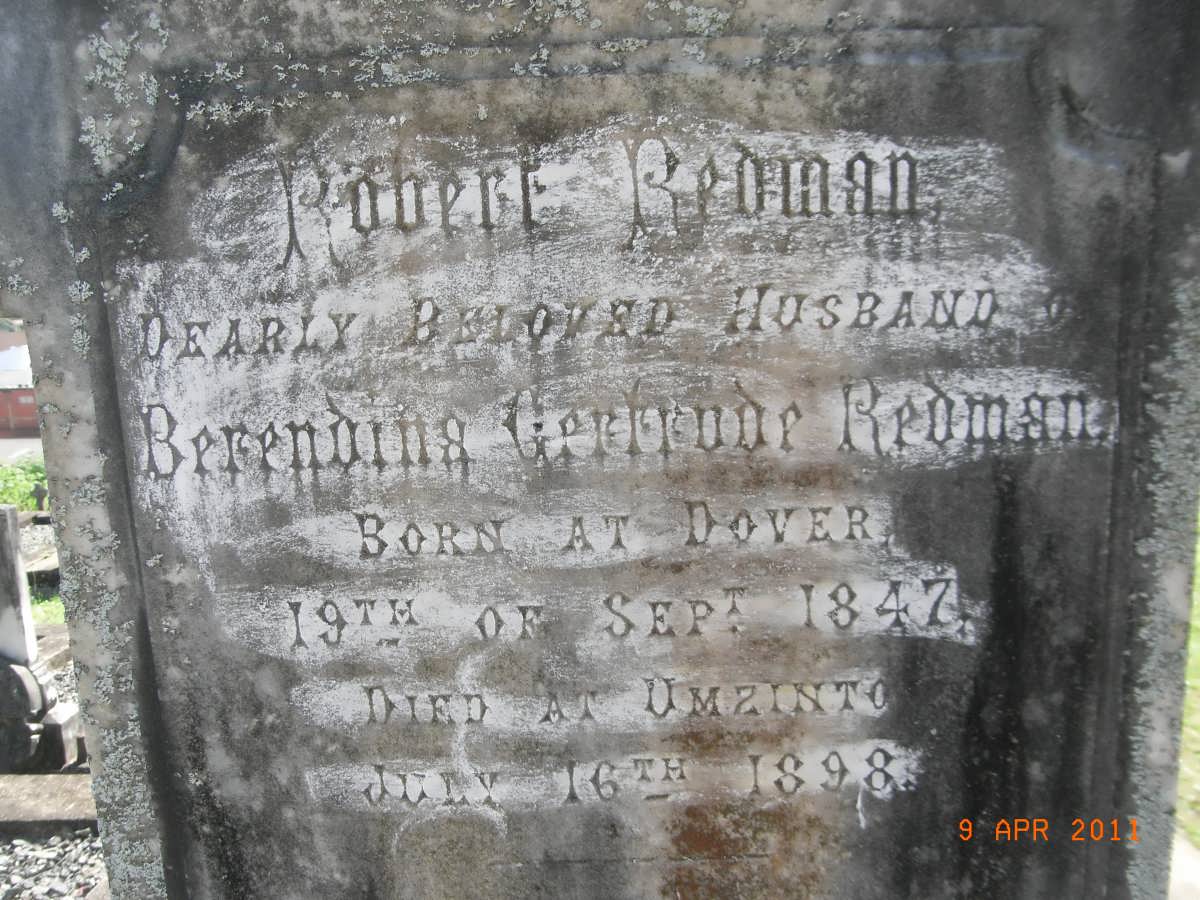 Robert Redman,
DEARLY BELOVED HUSBAND O
Berendina Gertrude Redman,
BORN AT DOVER,
19TH OF SEPT. 1847,
DIED AT UMZINTO
JULY 16TH 1898.
9 APR 2011